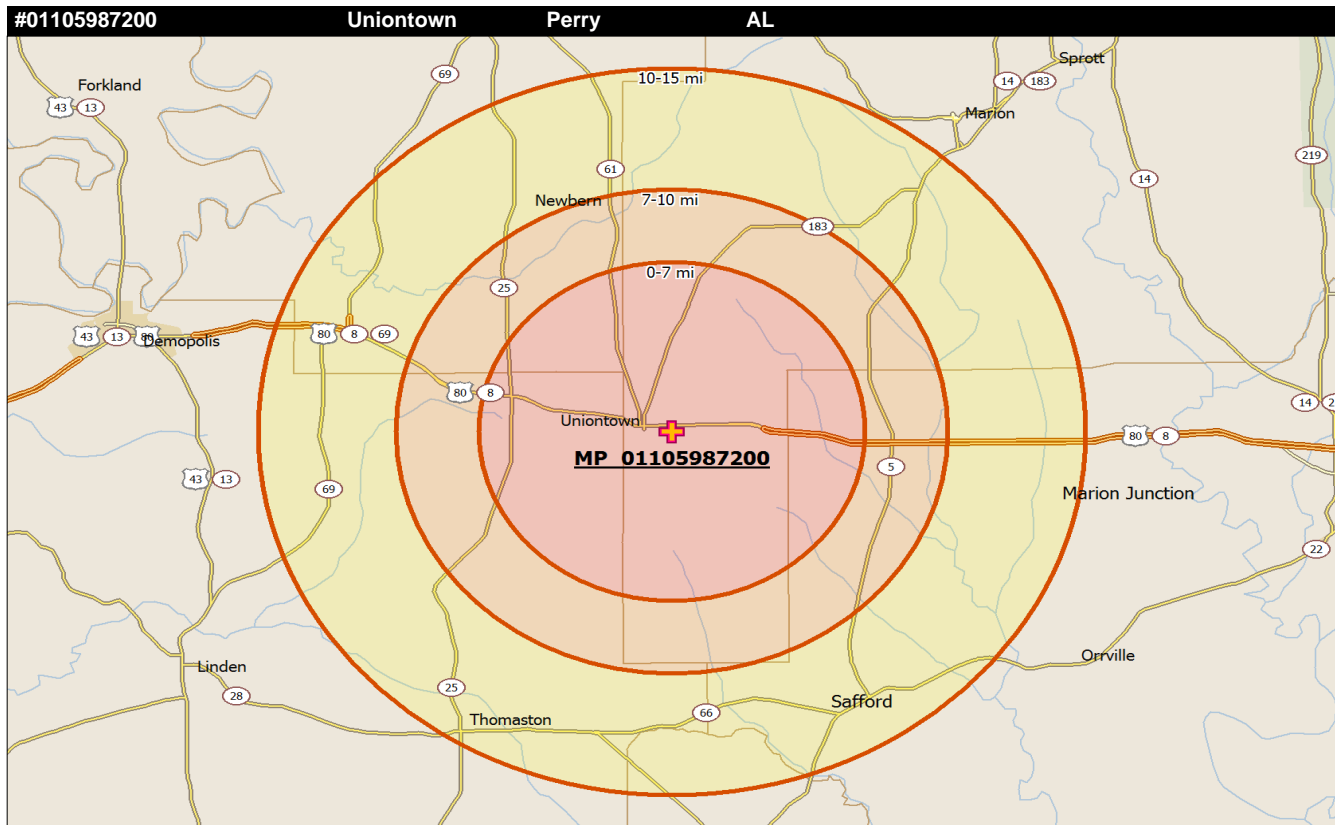 #01105987200 Uniontown Perry AL
Sprott
69
10-15 mi
14 183
Forkland
43 13
Marion
219
61
14
Newbern
7-10 mi
183
0-7 mi
25
43 13 80
Demopolis
80 8 69
80 8
14
Uniontown
MP 01105987200
80 8
5
43 13
69
Marion Junction
22
Linden
Orrville
28
25
66
Safford
Thomaston